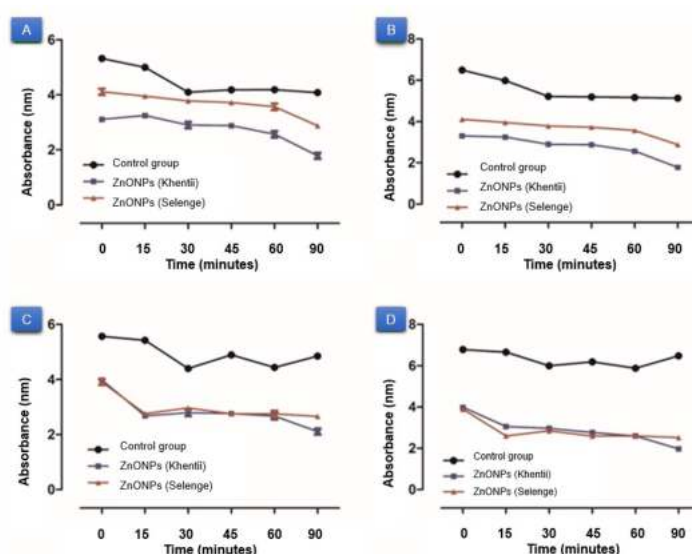 A
6
4
2
0
Absorbance (nm)
Control group
ZnONPs (Khentii)
ZnONPs (Selenge)
0 15 30 45 60 90
Time (minutes)
B
8
6
4
2
0
Absorbance (nm)
Control group
ZnONPs (Khentii)
ZnONPs (Selenge)
0 15 30 45 60 90
Time (minutes)
C
6
4
2
0
Absorbance (nm)
Control group
ZnONPs (Khentii)
ZnONPs (Selenge)
0 15 30 45 60 90
Time (minutes)
D
8
6
4
2
0
Absorbance (nm)
Control group
ZnONPs (Khentii)
ZnONPs (Selenge)
0 15 30 45 60 90
Time (minutes)